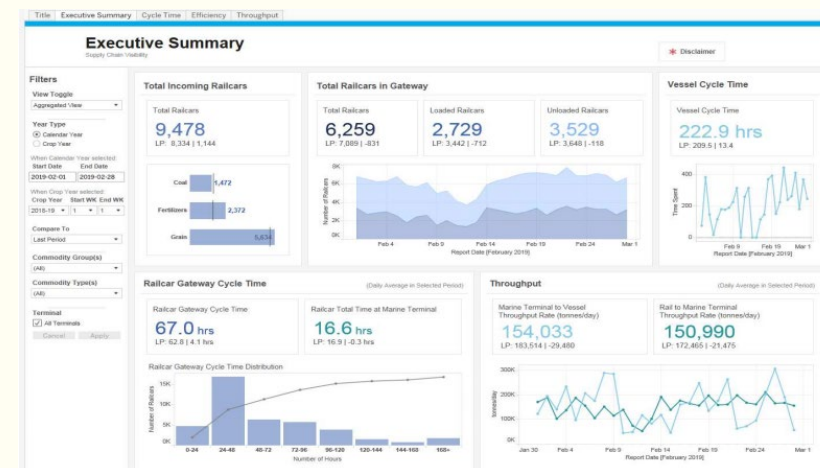 Title Executive Summary Cycle Time Efficiency Throughput
Executive Summary
Supply Chain Visibility
Disclaimer
Filters
View Toggle
Aggregated View
Year Type
Calendar Year
Crop Year
When Calendar Year selected:
Start Date End Date
2019-02-01 2019-02-28
When Crop Year selected:
Crop Year Start WK End WK
2018-19 1 1
Compare To
Last Period
Commodity Group(s)
(All)
Commodity Type(s)
(All)
Terminal
All Terminals
Cancel Apply
Total Incoming Railcars
Total Railcars
9,478
LP: 8,334 | 1,144
Coal 1,472
Fertilizers 2,372
Grain 5,634
Total Railcars in Gateway
Total Railcars
6,259
LP: 7,089 | -831
Loaded Railcars
2,729
LP: 3,442 | -712
Unloaded Railcars
3,529
LP: 3,648 | -118
Number of Railcars
8K
6K
4K
2K
0K
Feb 4 Feb 9 Feb 14 Feb 19 Feb 24 Mar 1
Report Date [February 2019]
Vessel Cycle Time
Vessel Cycle Time
222.9 hrs
LP: 209.5 | 13.4
Time Spent
400
200
0
Feb 9 Feb 19 Mar 1
Report Date [February 2019]
Railcar Gateway Cycle Time (Daily Average in Selected Period)
Railcar Gateway Cycle Time
67.0 hrs
LP: 62.8 | 4.1 hrs
Railcar Total Time at Marine Terminal
16.6 hrs
LP: 16.9 | -0.3 hrs
Railcar Gateway Cycle Time Distribution
Number of Railcars
15K
10K
5K
0K
0-24 24-48 48-72 72-96 96-120 120-144 144-168 168+
Number of Hours
Throughput (Daily Average in Selected Period)
Marine Terminal to Vessel
Throughput Rate (tonnes/day)
154,033
LP: 183,514 | -29,480
Rail to Marine Terminal
Throughput Rate (tonnes/day)
150,990
LP: 172,465 | -21,475
tonnes/day
300K
200K
100K
0K
Jan 30 Feb 4 Feb 9 Feb 14 Feb 19 Feb 24 Mar 1
Report Date [February 2019]